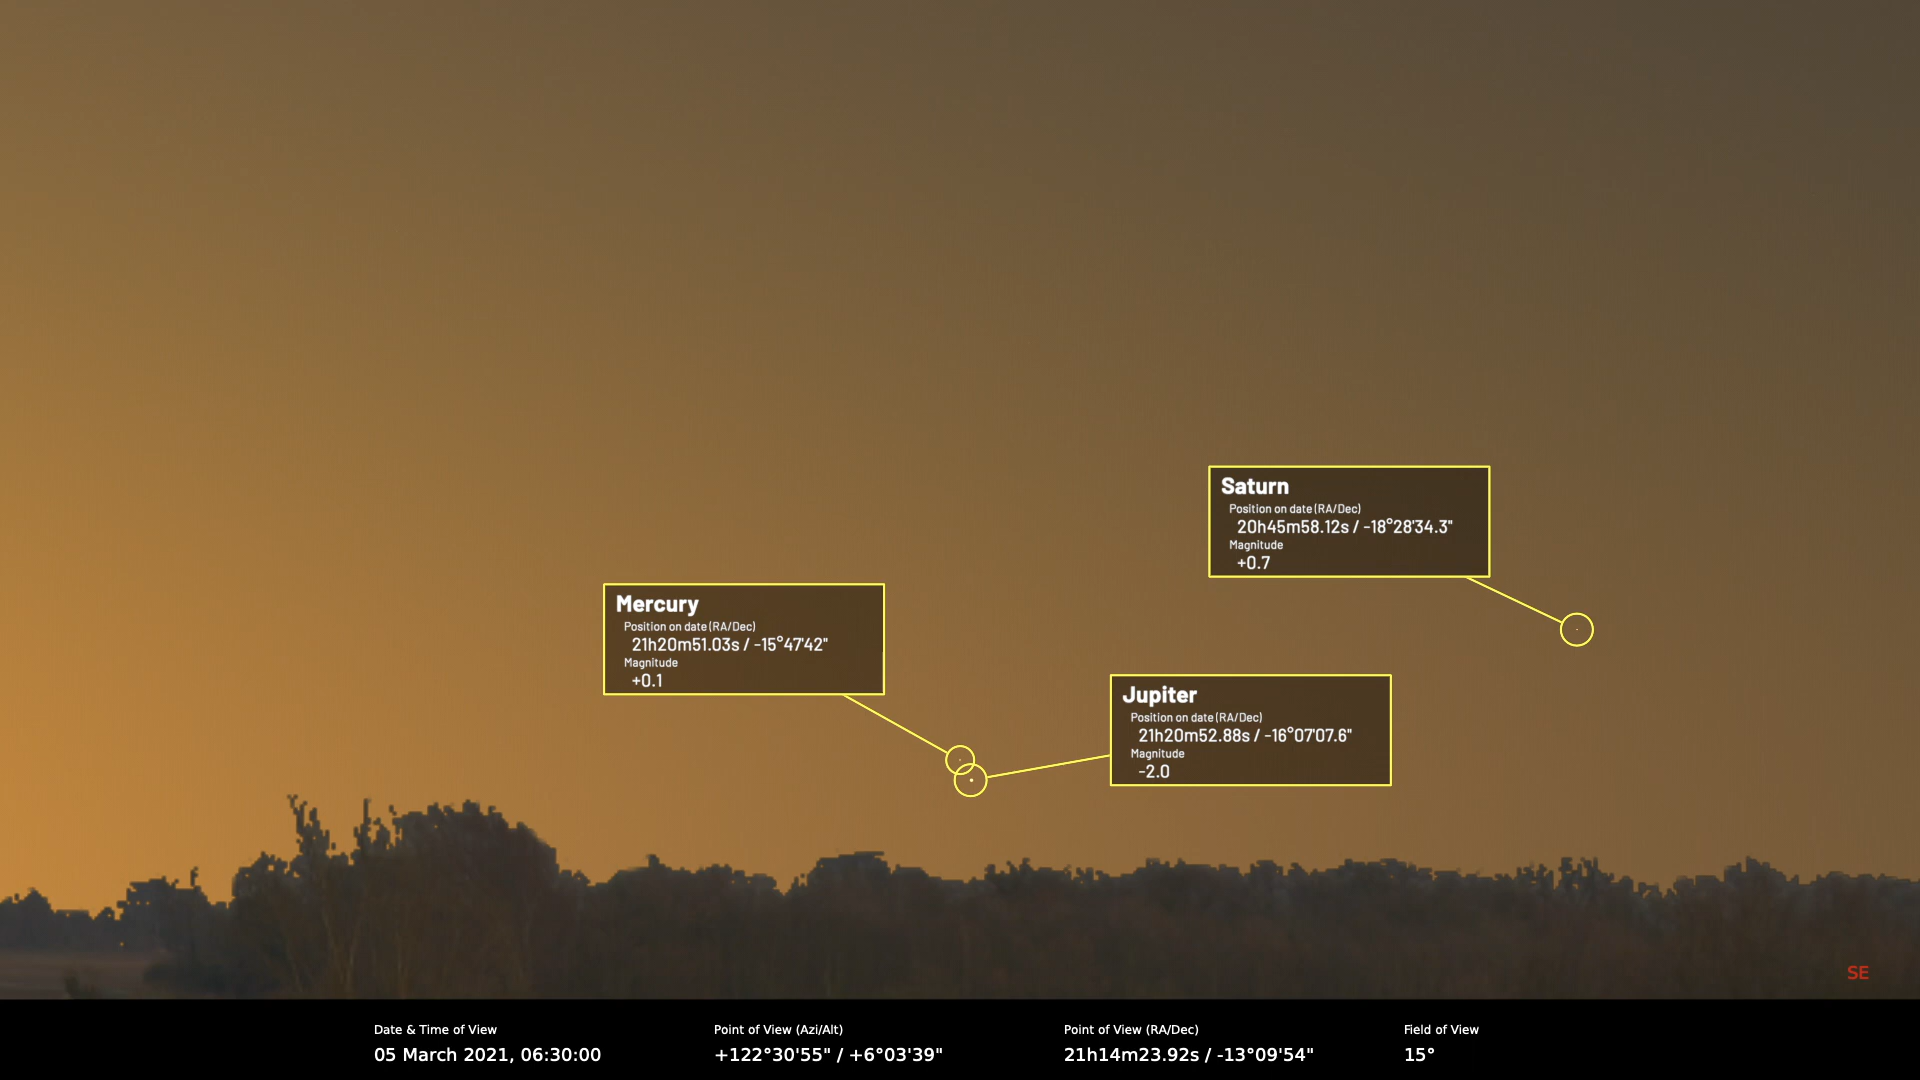 Saturn
Position on date (RA/Dec)
20h45m58.12s / -18°28'34.3"
Magnitude
+0.7
Mercury
Position on date (RA/Dec)
21h20m51.03s / -15°47'42"
Magnitude
+0.1
Jupiter
Position on date (RA/Dec)
21h20m52.88s / -16°07'07.6"
Magnitude
-2.0
SE
Date & Time of View
05 March 2021, 06:30:00
Point of View (Azi/Alt)
+122°30'55" / +6°03'39"
Point of View (RA/Dec)
21h14m23.92s / -13°09'54"
Field of View
15°